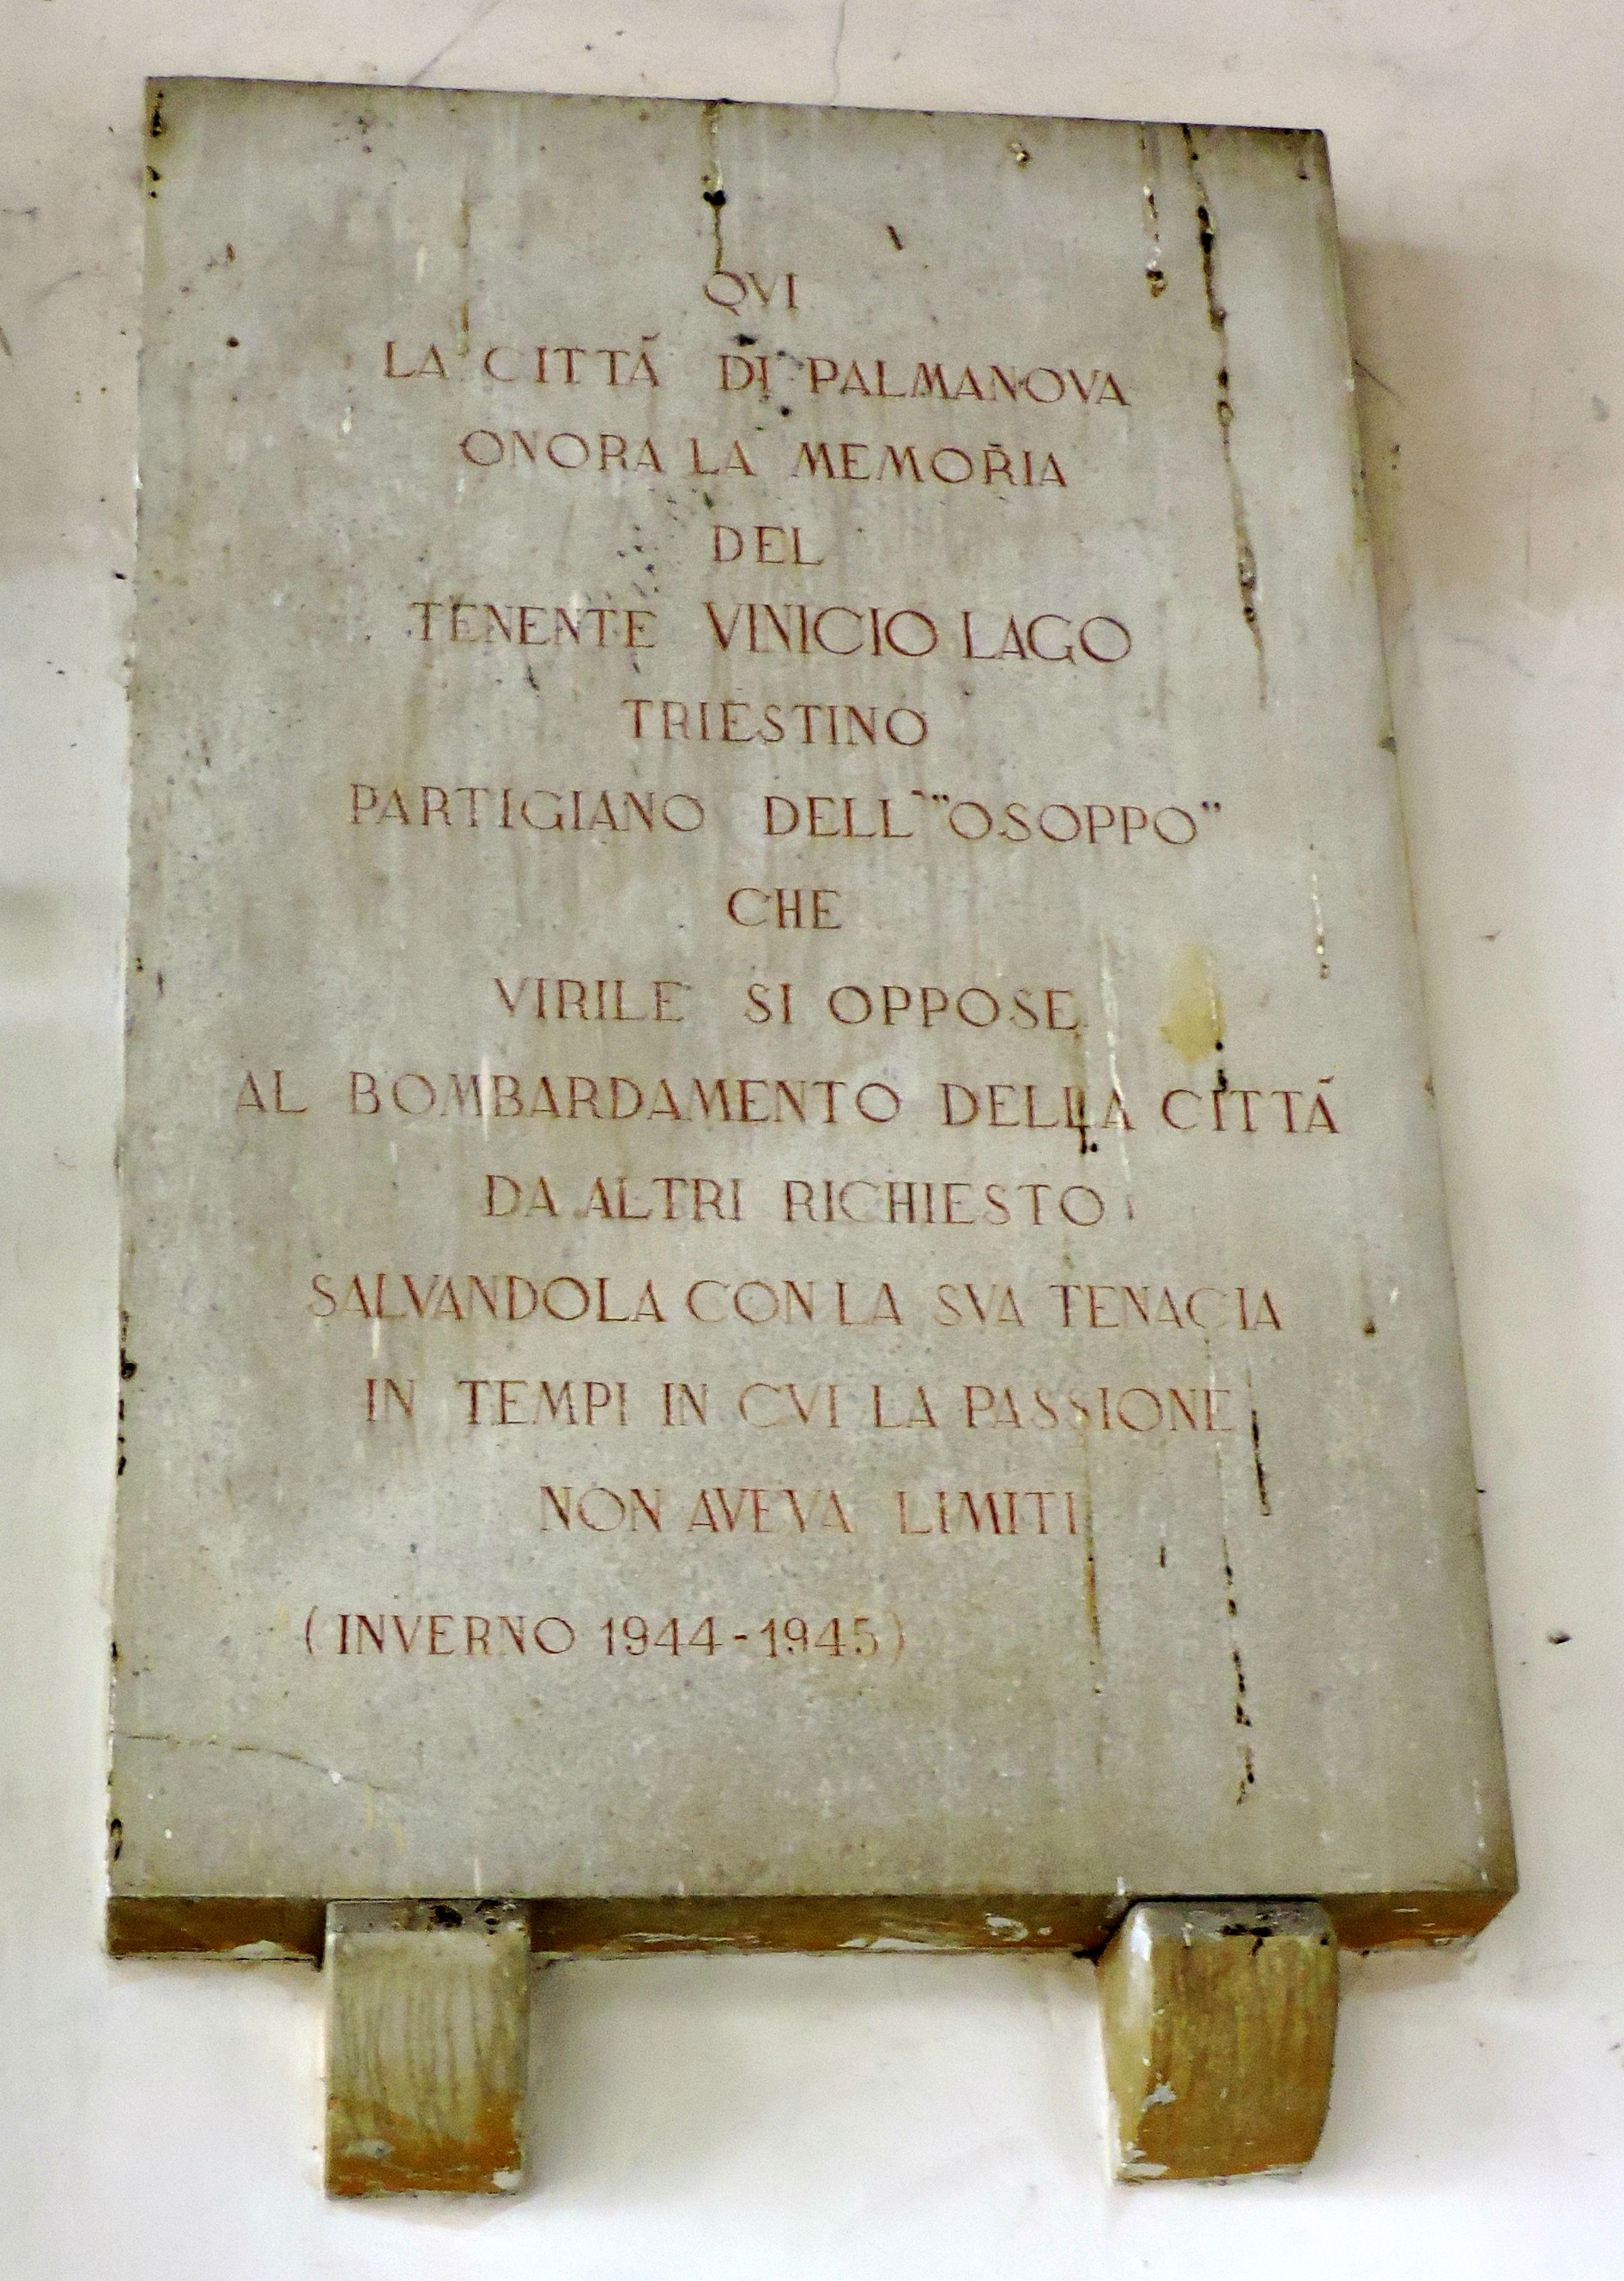 QVI
LA CITTÀ DI PALMANOVA
ONORA LA MEMORIA
DEL
TENENTE VINICIO LAGO
TRIESTINO
PARTIGIANO DELL'"OSOPPO"
CHE
VIRILE SI OPPOSE
AL BOMBARDAMENTO DELLA CITTÀ
DA ALTRI RICHIESTO
SALVANDOLA CON LA SVA TENACIA
IN TEMPI IN CVI LA PASSIONE
NON AVEVA LIMITI
(INVERNO 1944-1945)